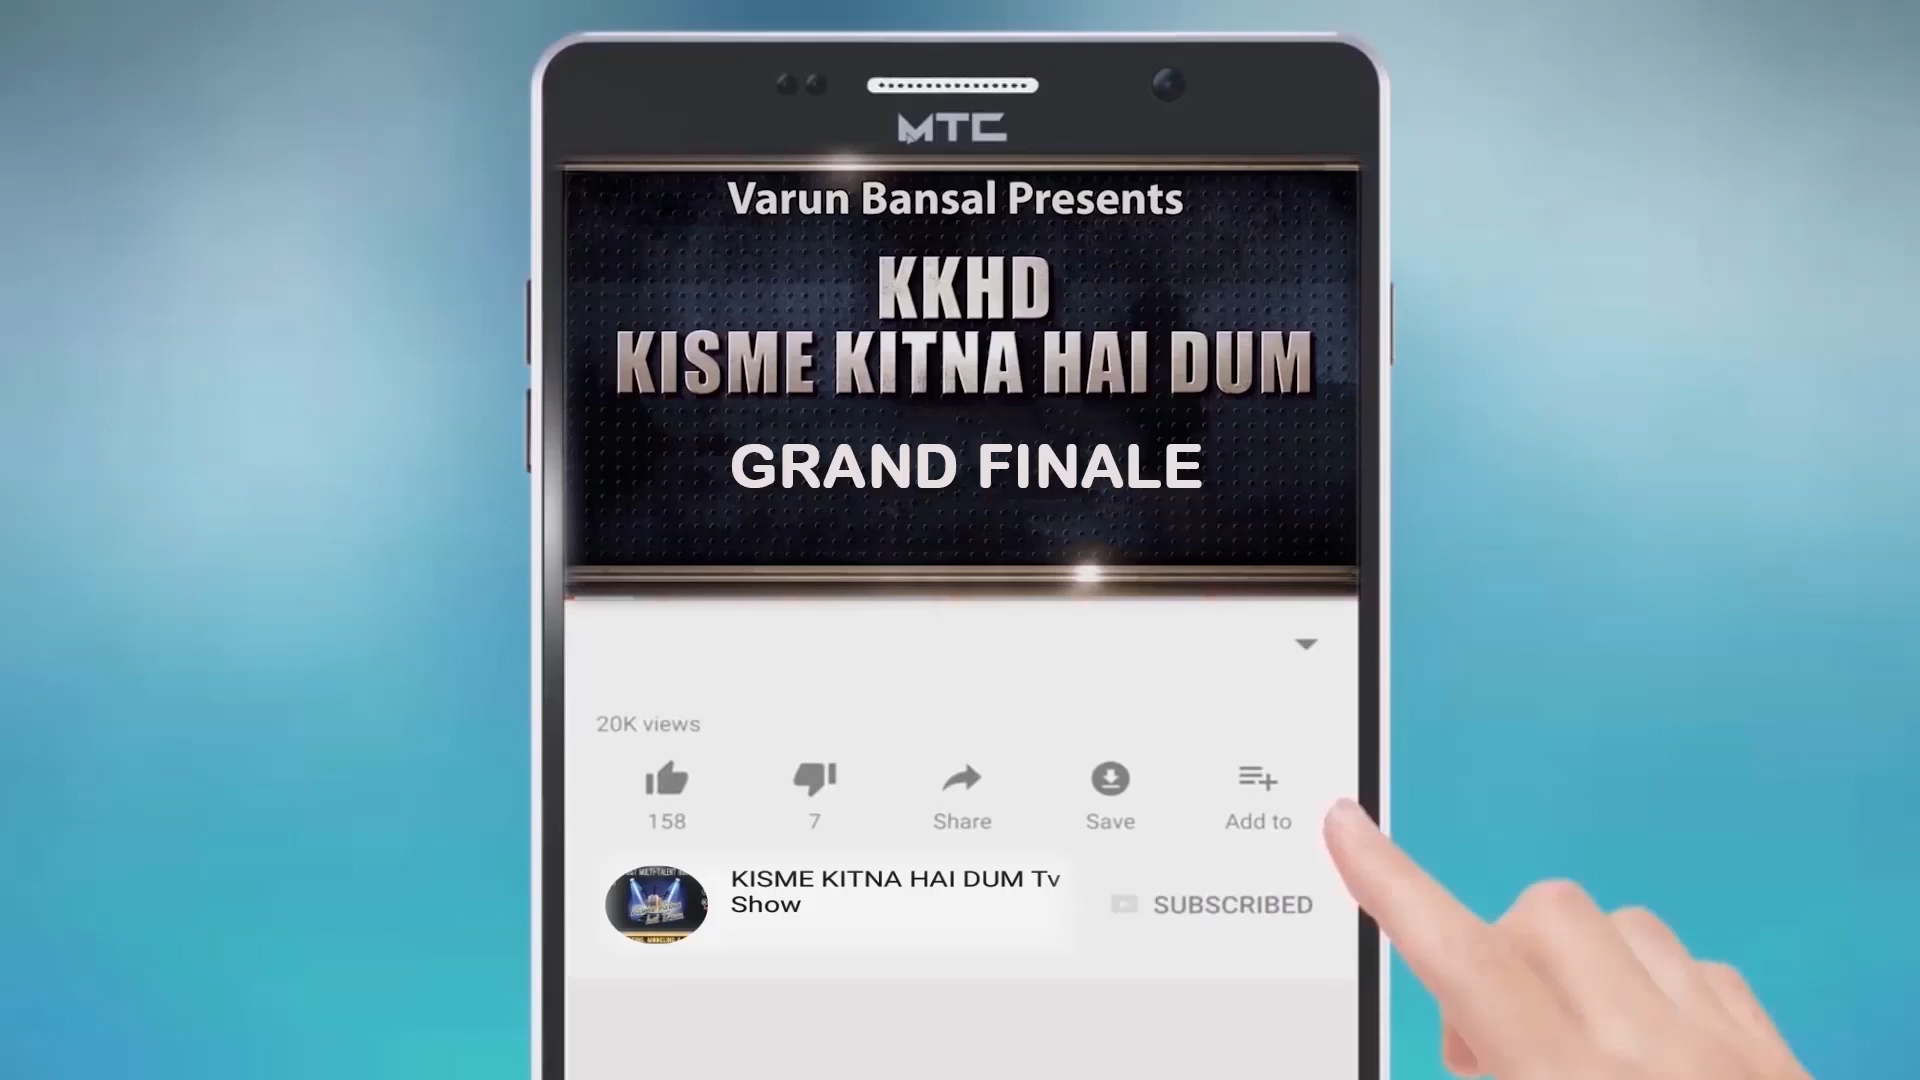 MTC
Varun Bansal Presents
KKHD
KISME KITNA HAI DUM
GRAND FINALE
20K views
158
7
Share
Save
Add to
KISME KITNA HAI DUM Tv
Show
SUBSCRIBED